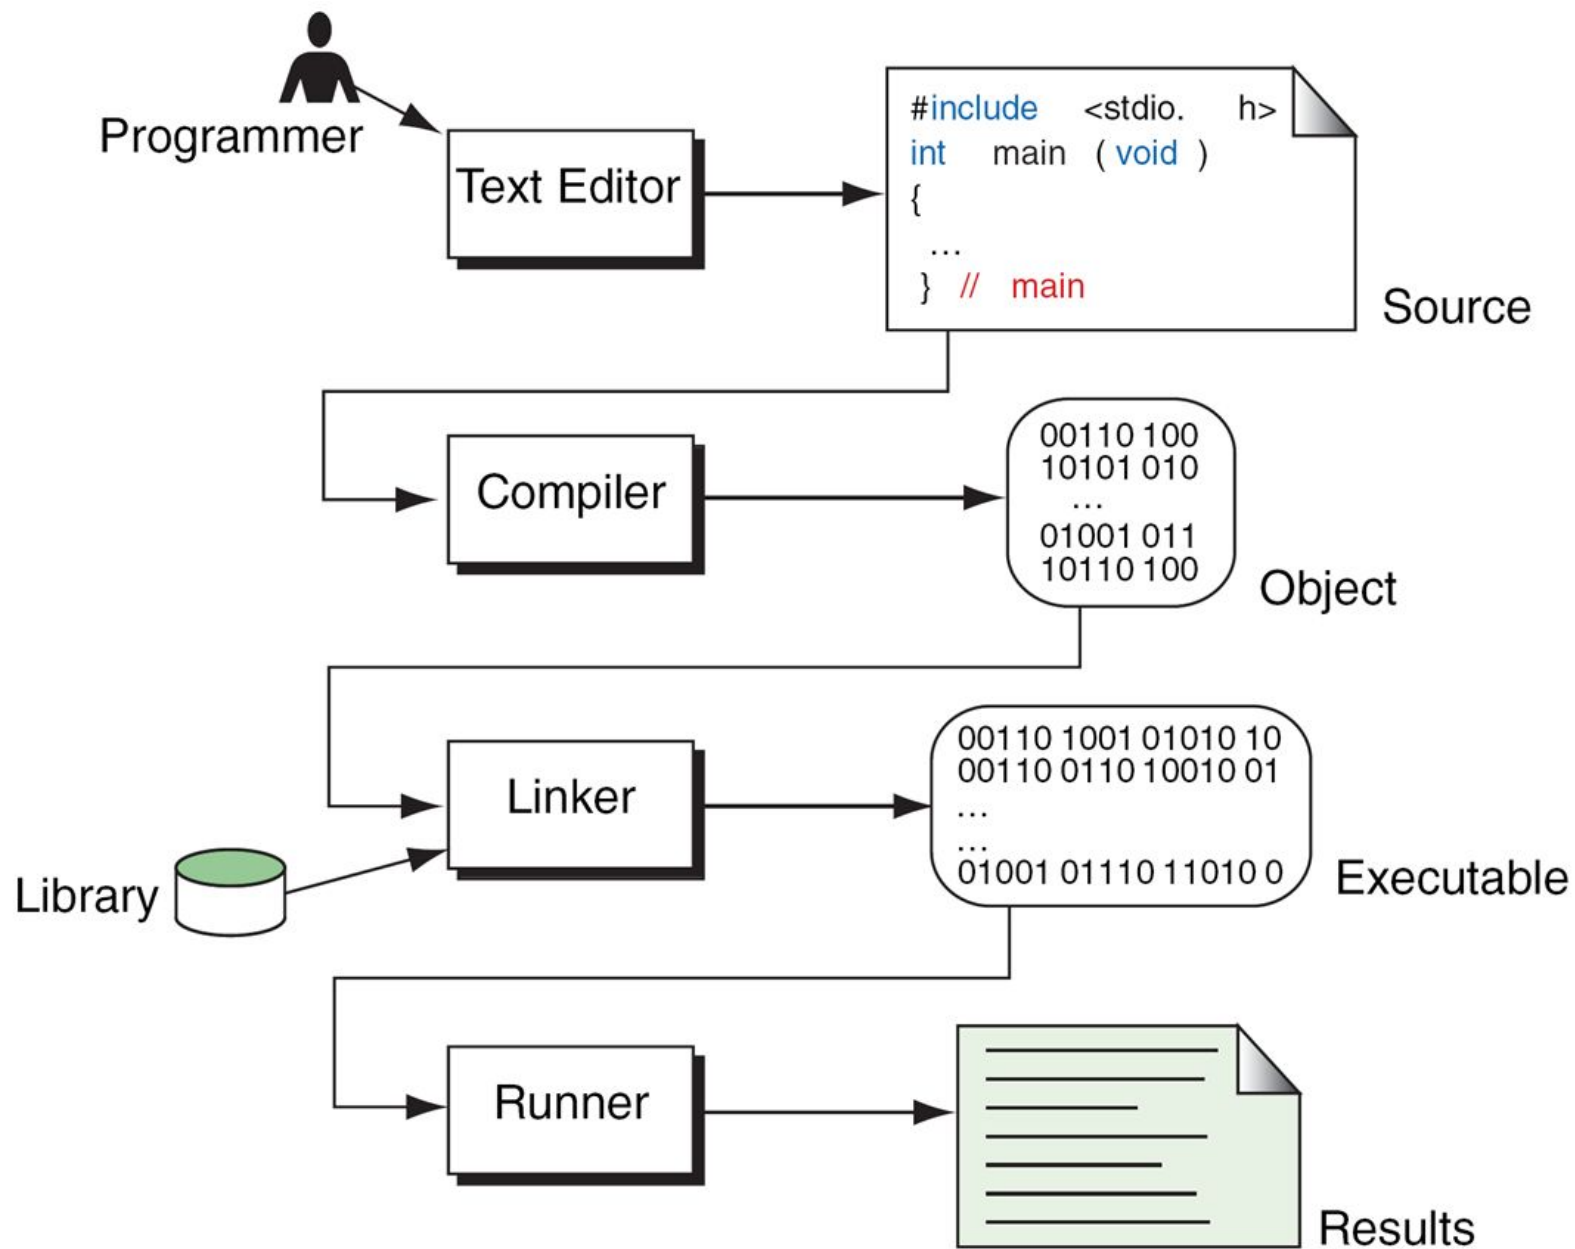 Programmer
Text Editor
#include <stdio. h>
int main ( void )
{
...
} // main
Source
Compiler
00110 100
10101 010
...
01001 011
10110 100
Object
Linker
Library
00110 1001 01010 10
00110 0110 10010 01
...
...
01001 01110 11010 0
Executable
Runner
Results